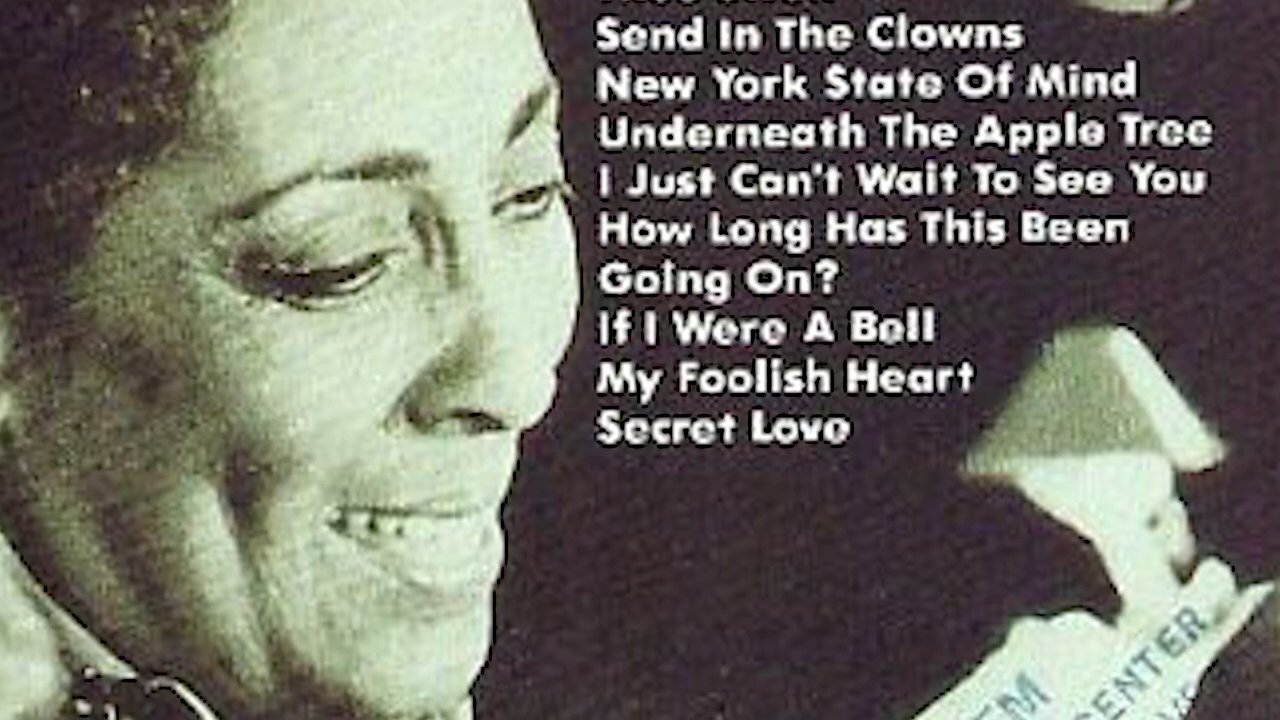 Send In The Clowns
New York State Of Mind
Underneath The Apple Tree
I Just Can't Wait To See You
How Long Has This Been
Going On?
If I Were A Bell
My Foolish Heart
Secret Love
ENTER